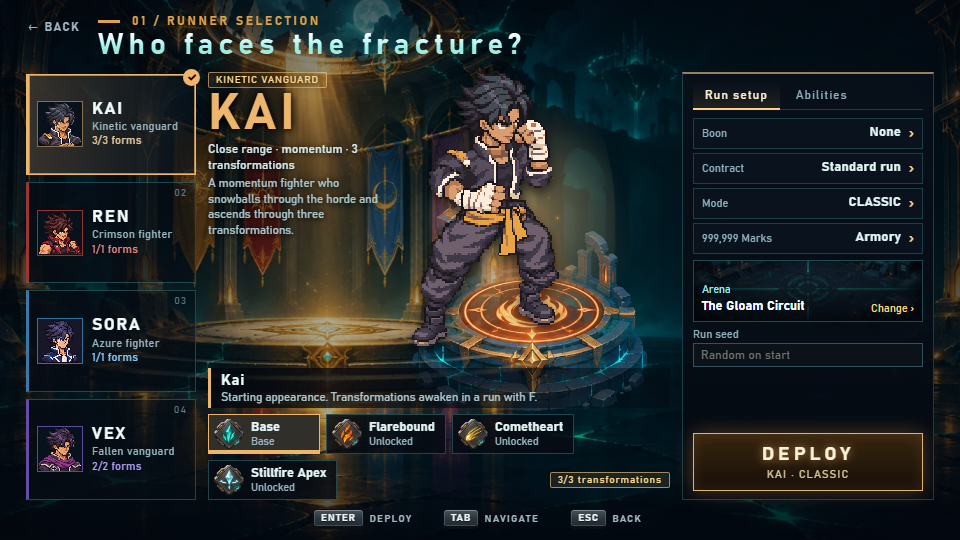 ← BACK
01 / RUNNER SELECTION
Who faces the fracture?
KAI
Kinetic vanguard
3/3 forms
02
REN
Crimson fighter
1/1 forms
03
SORA
Azure fighter
1/1 forms
04
VEX
Fallen vanguard
2/2 forms
KINETIC VANGUARD
KAI
Close range · momentum · 3
transformations
A momentum fighter who
snowballs through the horde and
ascends through three
transformations.
Kai
Starting appearance. Transformations awaken in a run with F.
Base
Base
Flarebound
Unlocked
Cometheart
Unlocked
Stillfire Apex
Unlocked
3/3 transformations
Run setup
Abilities
Boon None ›
Contract Standard run ›
Mode CLASSIC ›
999,999 Marks Armory ›
Arena
The Gloam Circuit Change ›
Run seed
Random on start
DEPLOY
KAI · CLASSIC
ENTER DEPLOY TAB NAVIGATE ESC BACK